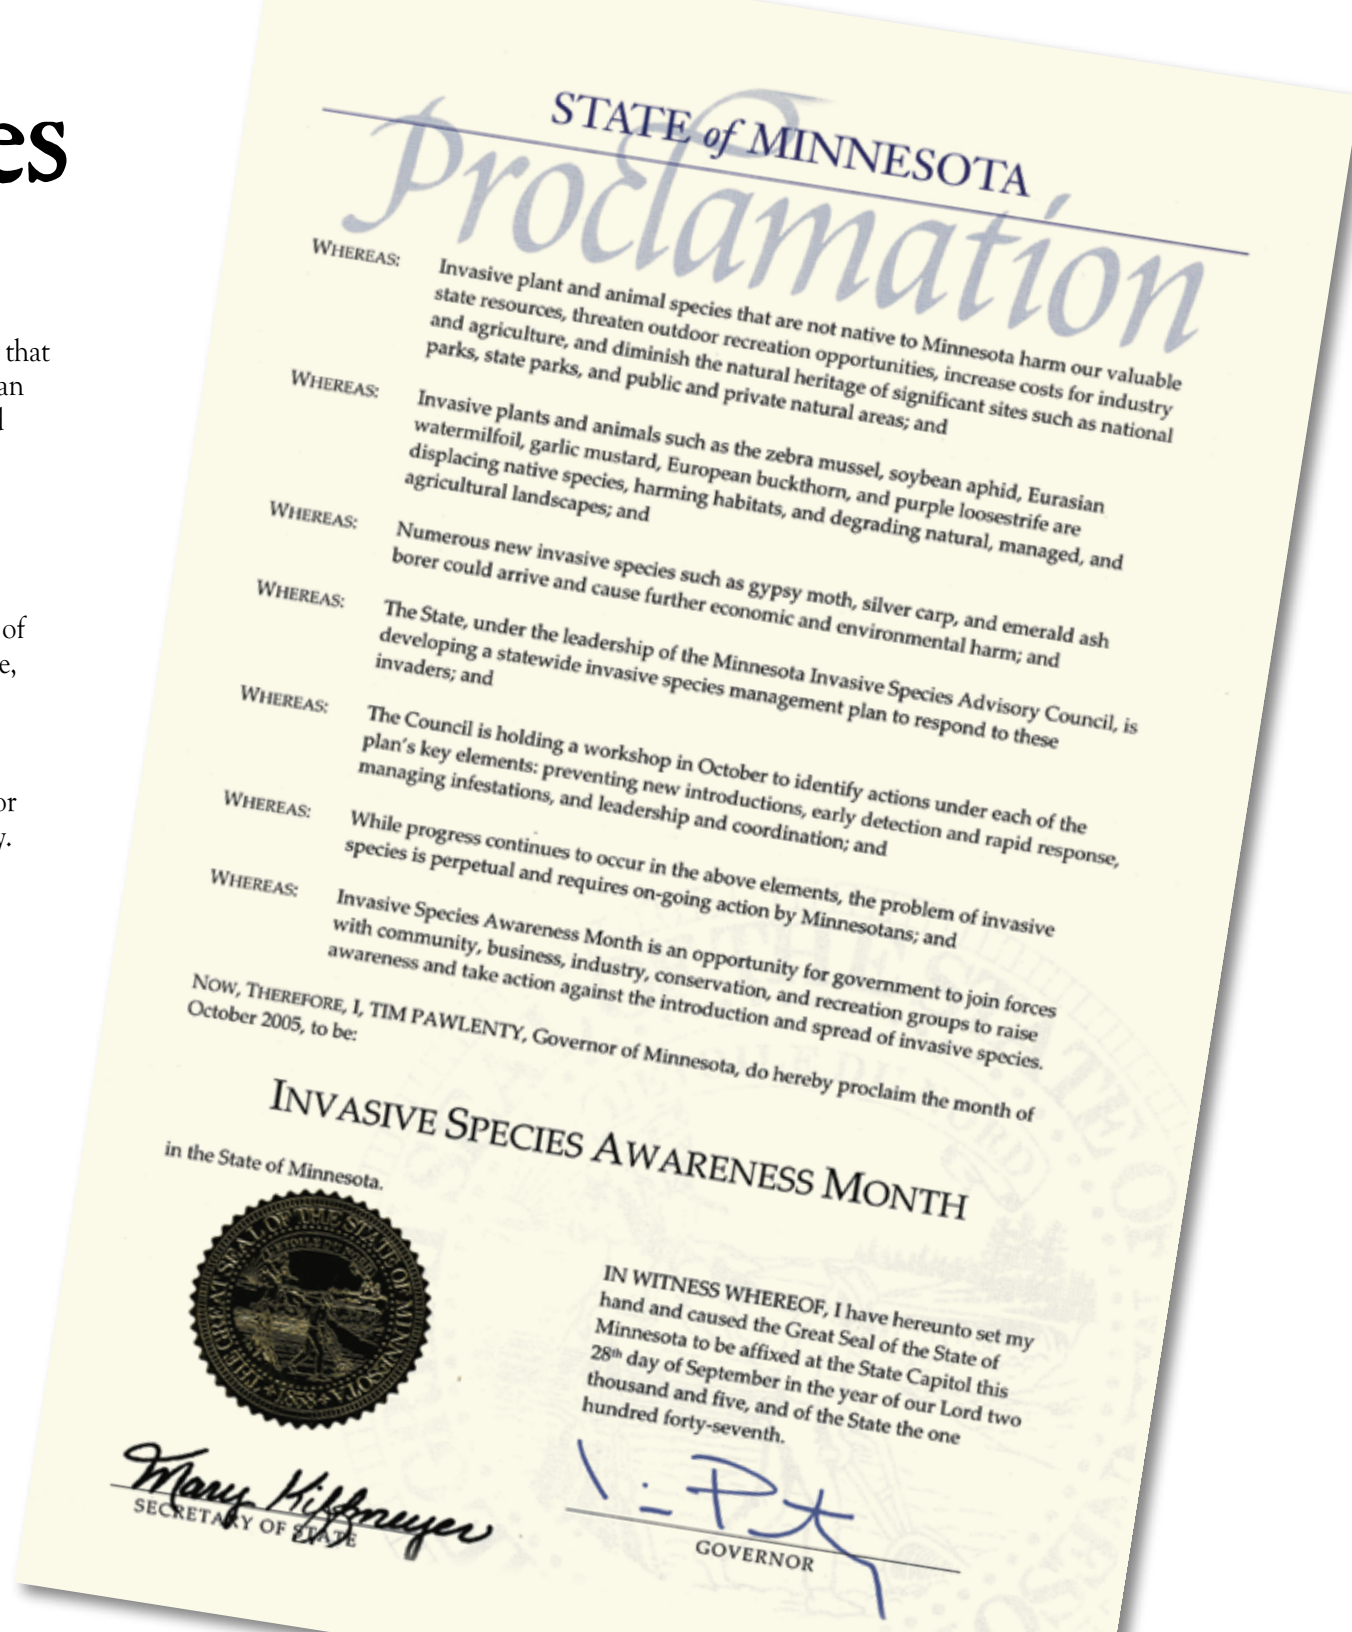 es
that
an
of
e,
or
y.
STATE of MINNESOTA
Proclamation
WHEREAS: Invasive plant and animal species that are not native to Minnesota harm our valuable
state resources, threaten outdoor recreation opportunities, increase costs for industry
and agriculture, and diminish the natural heritage of significant sites such as national
parks, state parks, and public and private natural areas; and
WHEREAS: Invasive plants and animals such as the zebra mussel, soybean aphid, Eurasian
watermilfoil, garlic mustard, European buckthorn, and purple loosestrife are
displacing native species, harming habitats, and degrading natural, managed, and
agricultural landscapes; and
WHEREAS: Numerous new invasive species such as gypsy moth, silver carp, and emerald ash
borer could arrive and cause further economic and environmental harm; and
WHEREAS: The State, under the leadership of the Minnesota Invasive Species Advisory Council, is
developing a statewide invasive species management plan to respond to these
invaders; and
WHEREAS: The Council is holding a workshop in October to identify actions under each of the
plan's key elements: preventing new introductions, early detection and rapid response,
managing infestations, and leadership and coordination; and
WHEREAS: While progress continues to occur in the above elements, the problem of invasive
species is perpetual and requires on-going action by Minnesotans; and
WHEREAS: Invasive Species Awareness Month is an opportunity for government to join forces
with community, business, industry, conservation, and recreation groups to raise
awareness and take action against the introduction and spread of invasive species.
NOW, THEREFORE, I, TIM PAWLENTY, Governor of Minnesota, do hereby proclaim the month of
October 2005, to be:
INVASIVE SPECIES AWARENESS MONTH
in the State of Minnesota.
THE GREAT SEAL OF THE STATE OF MINNESOTA
IN WITNESS WHEREOF, I have hereunto set my
hand and caused the Great Seal of the State of
Minnesota to be affixed at the State Capitol this
28th day of September in the year of our Lord two
thousand and five, and of the State the one
hundred forty-seventh.
Mary Kiffmeyer
SECRETARY OF STATE
GOVERNOR